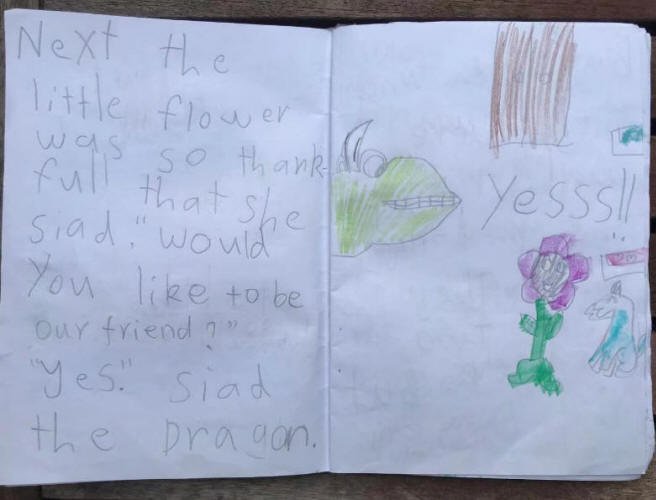 Next the
little flower
was so thank-
full that she
siad. "would
You like to be
our friend?"
"yes." siad
the Dragon.
Yesss!!